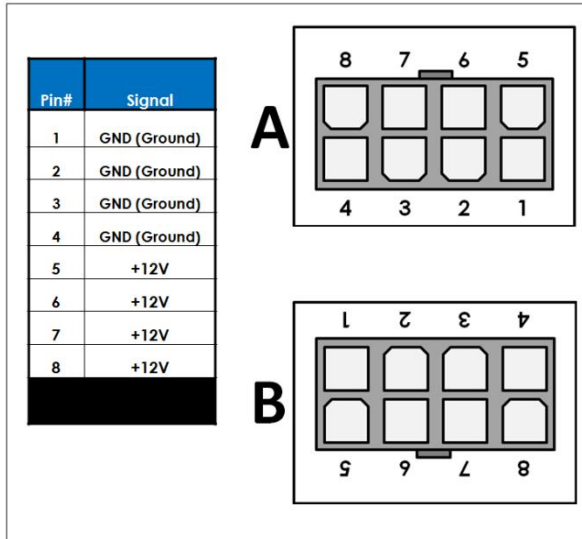 Pin# Signal
1 GND (Ground)
2 GND (Ground)
3 GND (Ground)
4 GND (Ground)
5 +12V
6 +12V
7 +12V
8 +12V
A
8 7 6 5
4 3 2 1
B
1 2 3 4
5 6 7 8